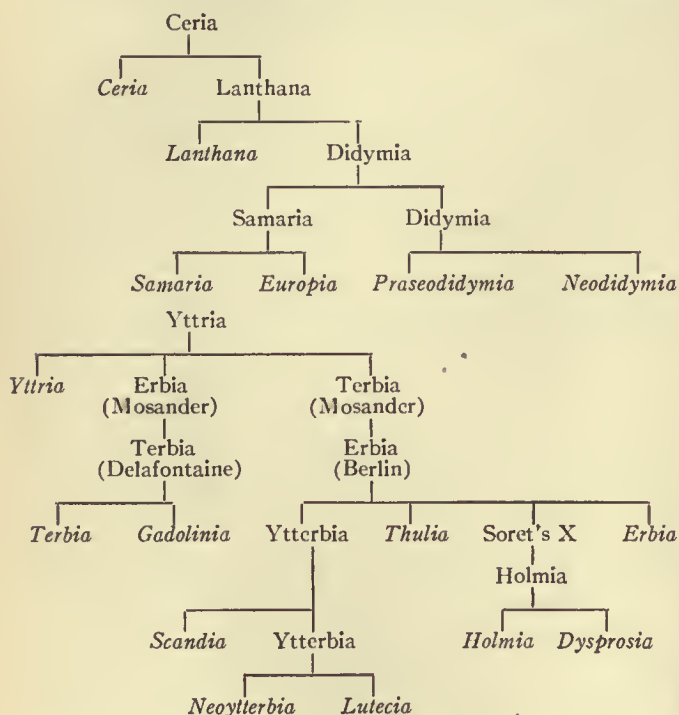 Ceria
Ceria Lanthana
Lanthana Didymia
Samaria Didymia
Samaria Europia Praseodidymia Neodidymia
Yttria
Yttria Erbia Terbia
(Mosander) (Mosander)
Terbia Erbia
(Delafontaine) (Berlin)
Terbia Gadolinia Ytterbia Thulia Soret's X Erbia
Holmia
Scandia Ytterbia Holmia Dysprosia
Neoytterbia Lutecia